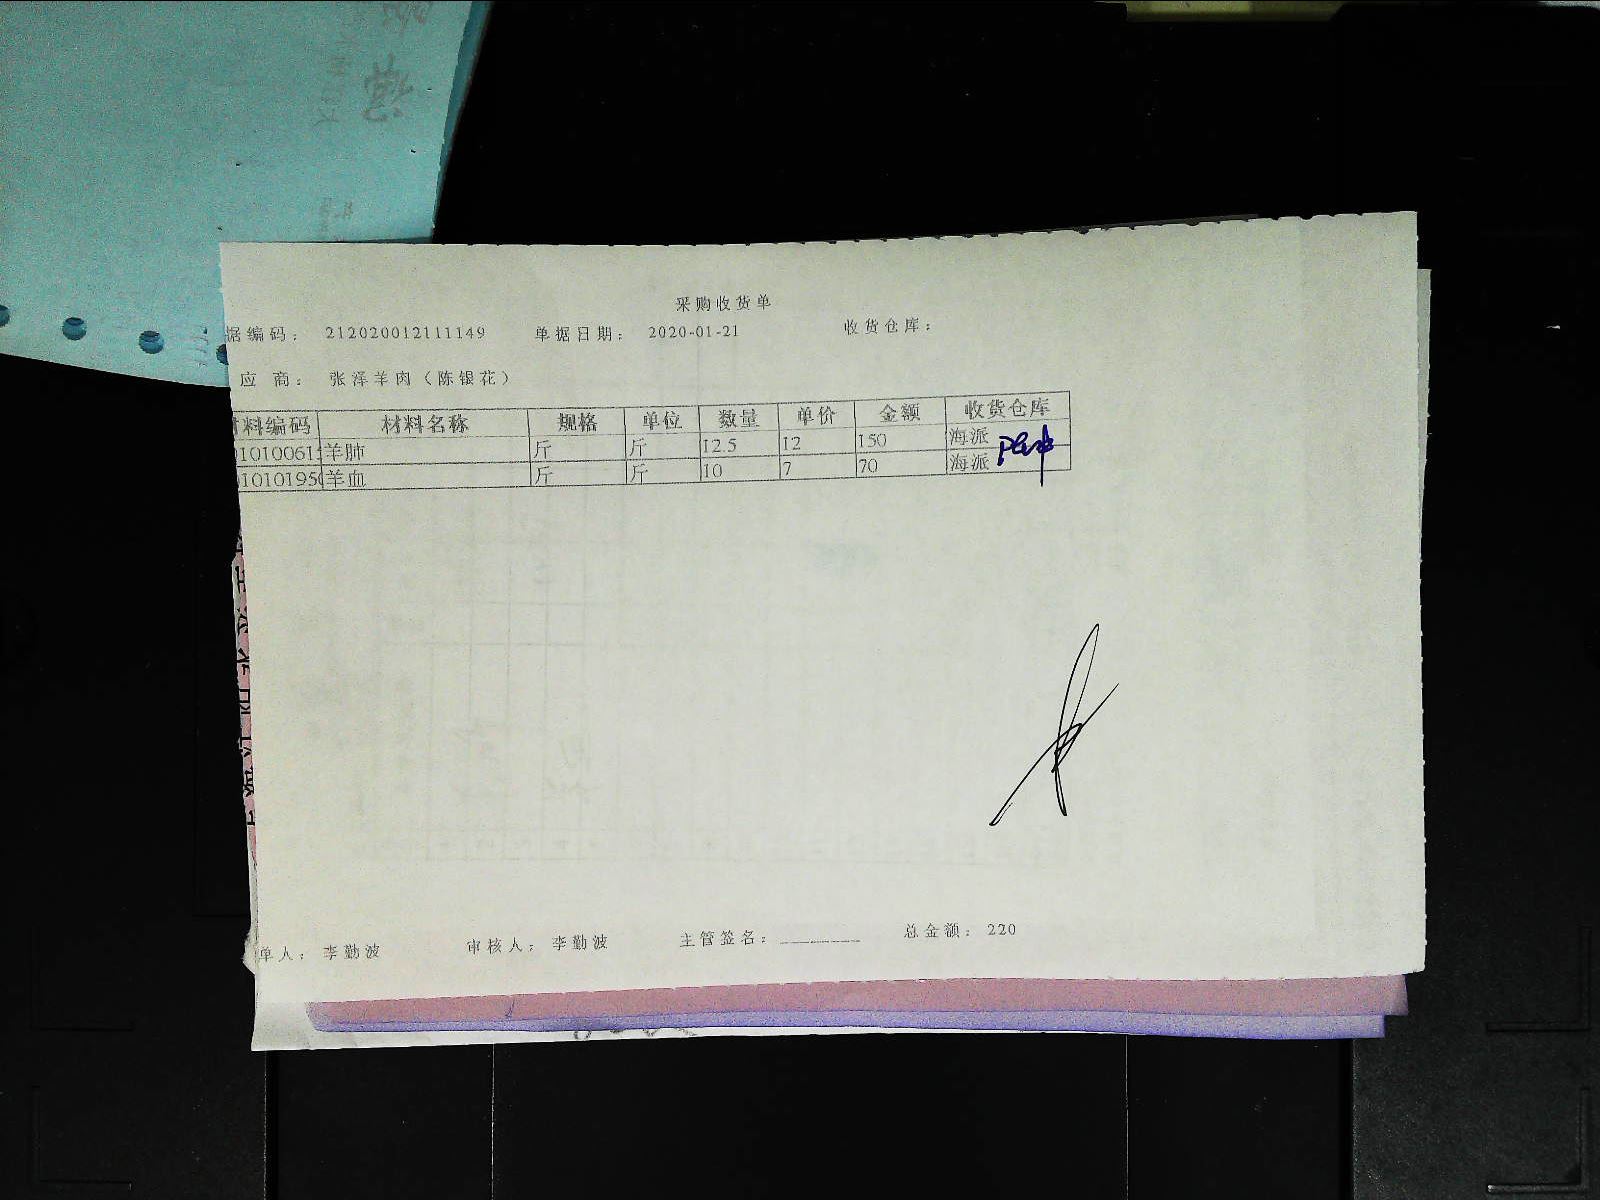 采购收货单
据编码： 212020012111149 单据日期： 2020-01-21 收货仓库：
应 商： 张泽羊肉（陈银花）
材料编码 材料名称 规格 单位 数量 单价 金额 收货仓库
01010061 羊肺 斤 斤 12.5 12 150 海派
01010195 羊血 斤 斤 10 7 70 海派
单人： 李勤波 审核人： 李勤波 主管签名： ________ 总金额： 220